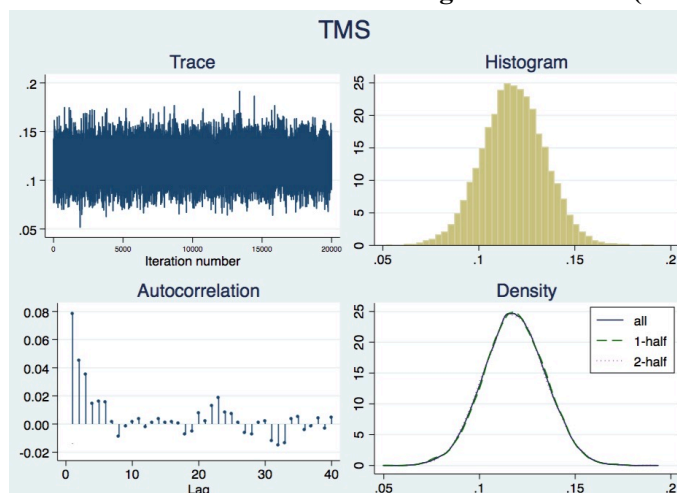 TMS
Trace
.2
.15
.1
.05
0 5000 10000 15000 20000
Iteration number
Histogram
25
20
15
10
5
0
.05 .1 .15 .2
Autocorrelation
0.08
0.06
0.04
0.02
0.00
-0.02
0 10 20 30 40
Lag
Density
25
20
15
10
5
0
.05 .1 .15 .2
all
1-half
2-half